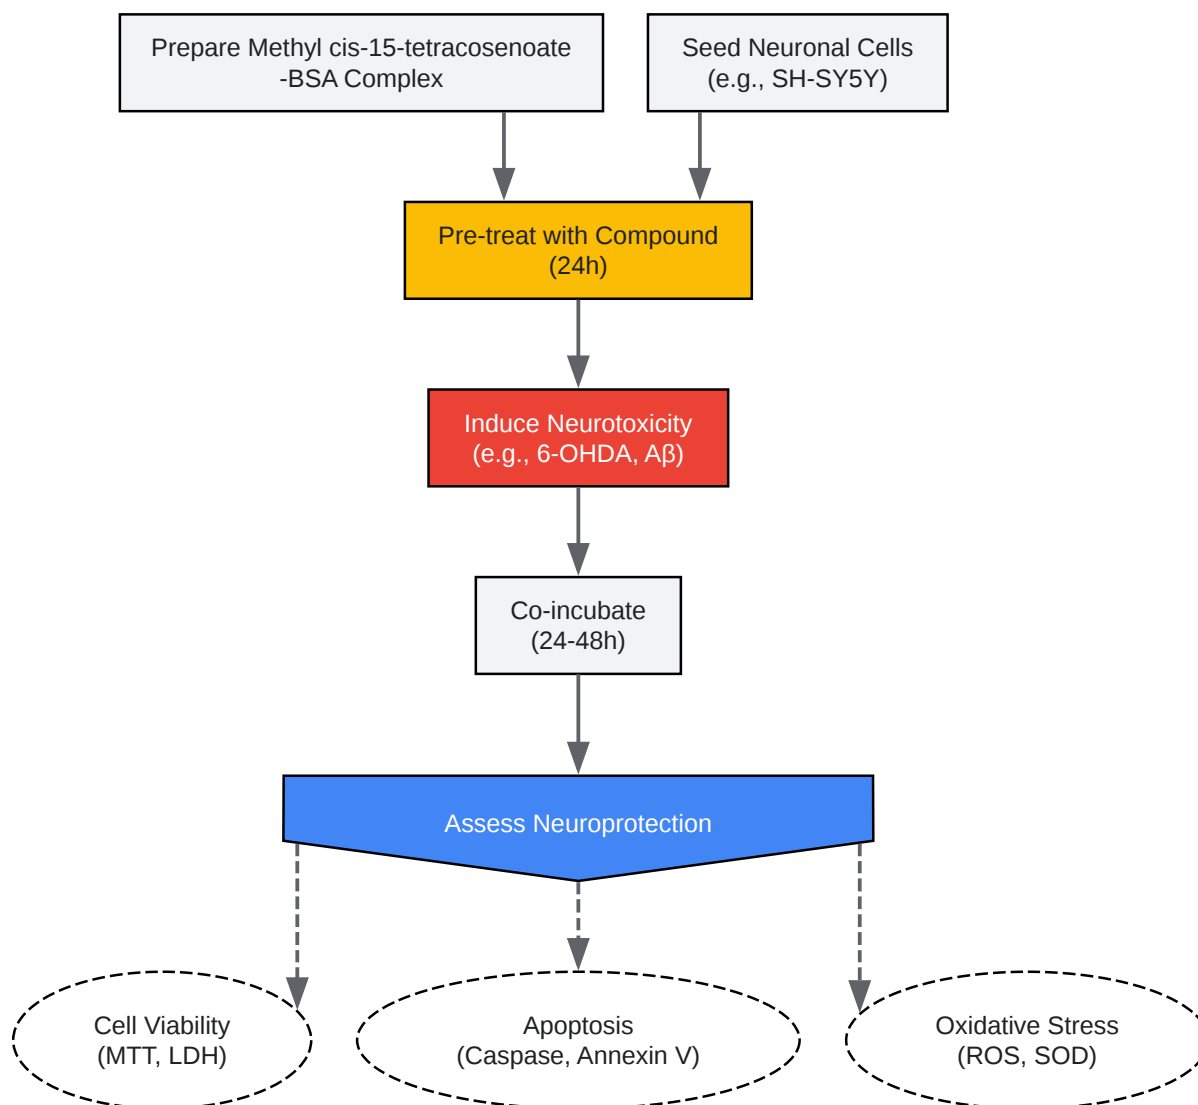 Prepare Methyl cis-15-tetracosenoate
-BSA Complex
Seed Neuronal Cells
(e.g., SH-SY5Y)
Pre-treat with Compound
(24h)
Induce Neurotoxicity
(e.g., 6-OHDA, Aβ)
Co-incubate
(24-48h)
Assess Neuroprotection
Cell Viability
(MTT, LDH)
Apoptosis
(Caspase, Annexin V)
Oxidative Stress
(ROS, SOD)